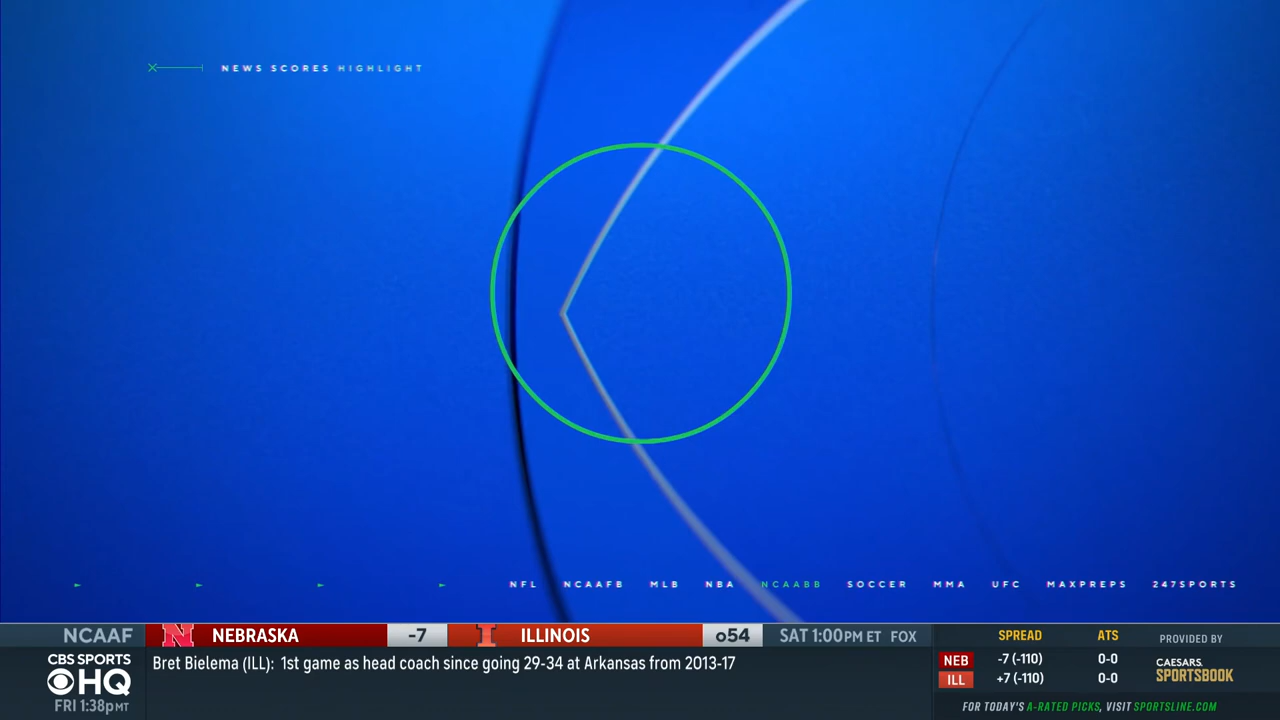 NEWS SCORES HIGHLIGHT
NFL NCAAFB MLB NBA NCAABB SOCCER MMA UFC MAXPREPS 247SPORTS
NCAAF N NEBRASKA -7 I ILLINOIS o54 SAT 1:00PM ET FOX
CBS SPORTS
HQ
FRI 1:38PMT
Bret Bielema (ILL): 1st game as head coach since going 29-34 at Arkansas from 2013-17
SPREAD ATS PROVIDED BY
NEB -7 (-110) 0-0
ILL +7 (-110) 0-0
CAESARS
SPORTSBOOK
FOR TODAY'S A-RATED PICKS, VISIT SPORTSLINE.COM